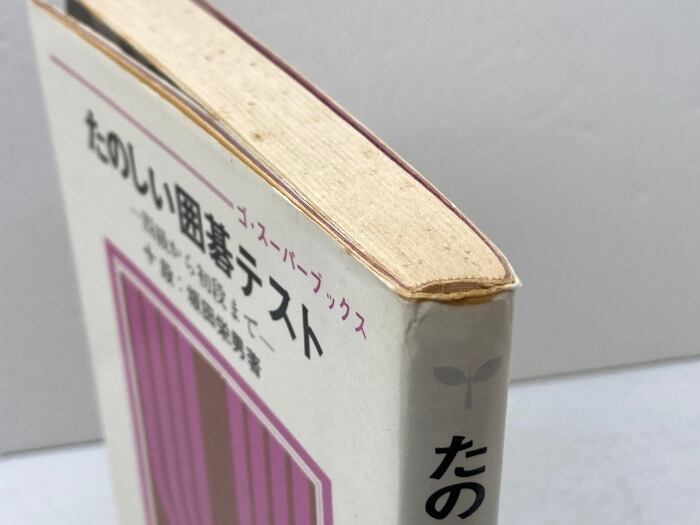 ゴ・スーパーブックス
たのしい囲碁テスト
—四級から初段まで—
十段・坂田栄男著
たの